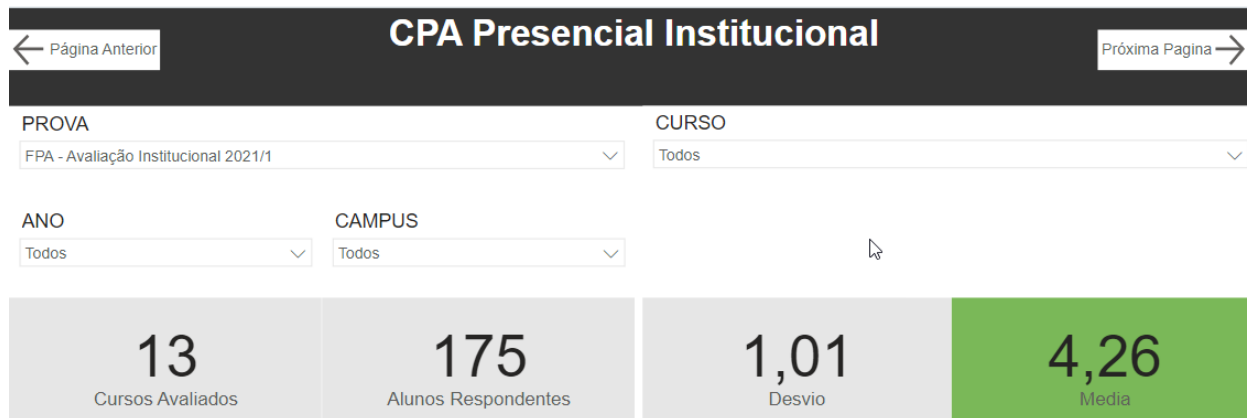 CPA Presencial Institucional
Página Anterior
Próxima Pagina
PROVA
FPA - Avaliação Institucional 2021/1
CURSO
Todos
ANO
Todos
CAMPUS
Todos
13
Cursos Avaliados
175
Alunos Respondentes
1,01
Desvio
4,26
Media